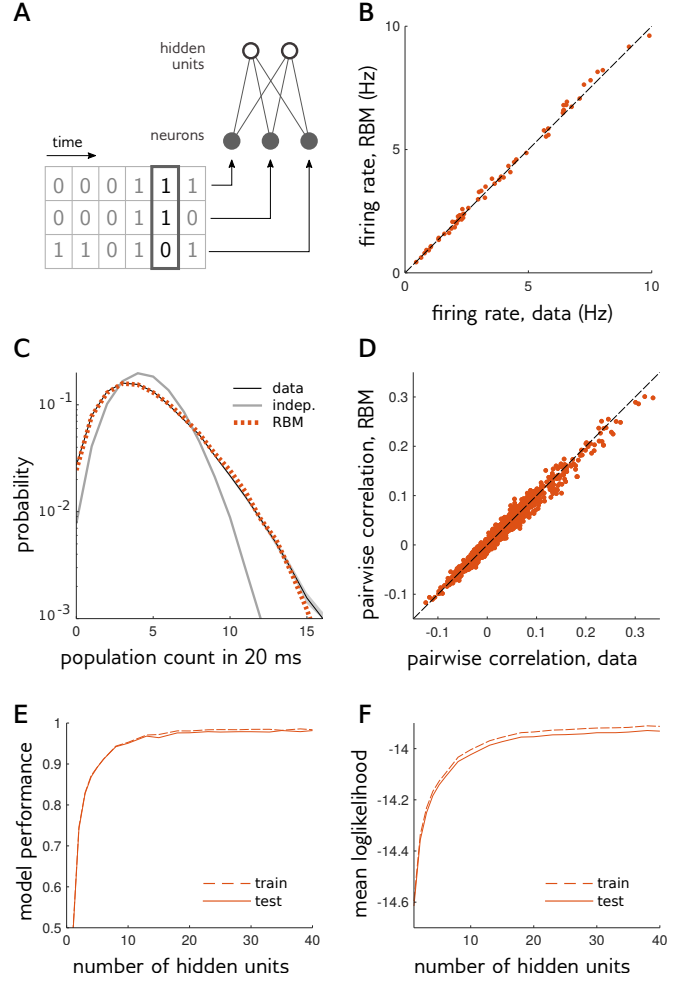 A
hidden
units
neurons
time
0 0 0 1 1 1
0 0 0 1 1 0
1 1 0 1 0 1
B
10
5
0
0 5 10
firing rate, RBM (Hz)
firing rate, data (Hz)
C
10-1
10-2
10-3
0 5 10 15
probability
population count in 20 ms
data
indep.
RBM
D
0.3
0.2
0.1
0
-0.1
-0.1 0 0.1 0.2 0.3
pairwise correlation, RBM
pairwise correlation, data
E
1
0.9
0.8
0.7
0.6
0.5
0 10 20 30 40
model performance
number of hidden units
train
test
F
-14
-14.2
-14.4
-14.6
10 20 30 40
mean loglikelihood
number of hidden units
train
test